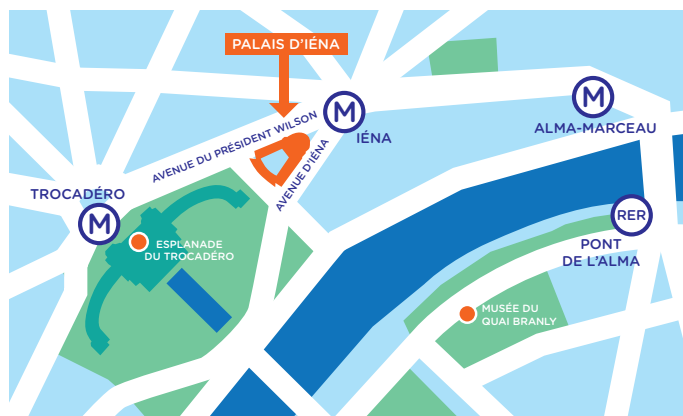 PALAIS D'IÉNA
M
IÉNA
M
ALMA-MARCEAU
AVENUE DU PRÉSIDENT WILSON
AVENUE D'IÉNA
TROCADÉRO
M
ESPLANADE
DU TROCADÉRO
RER
PONT
DE L'ALMA
MUSÉE DU
QUAI BRANLY